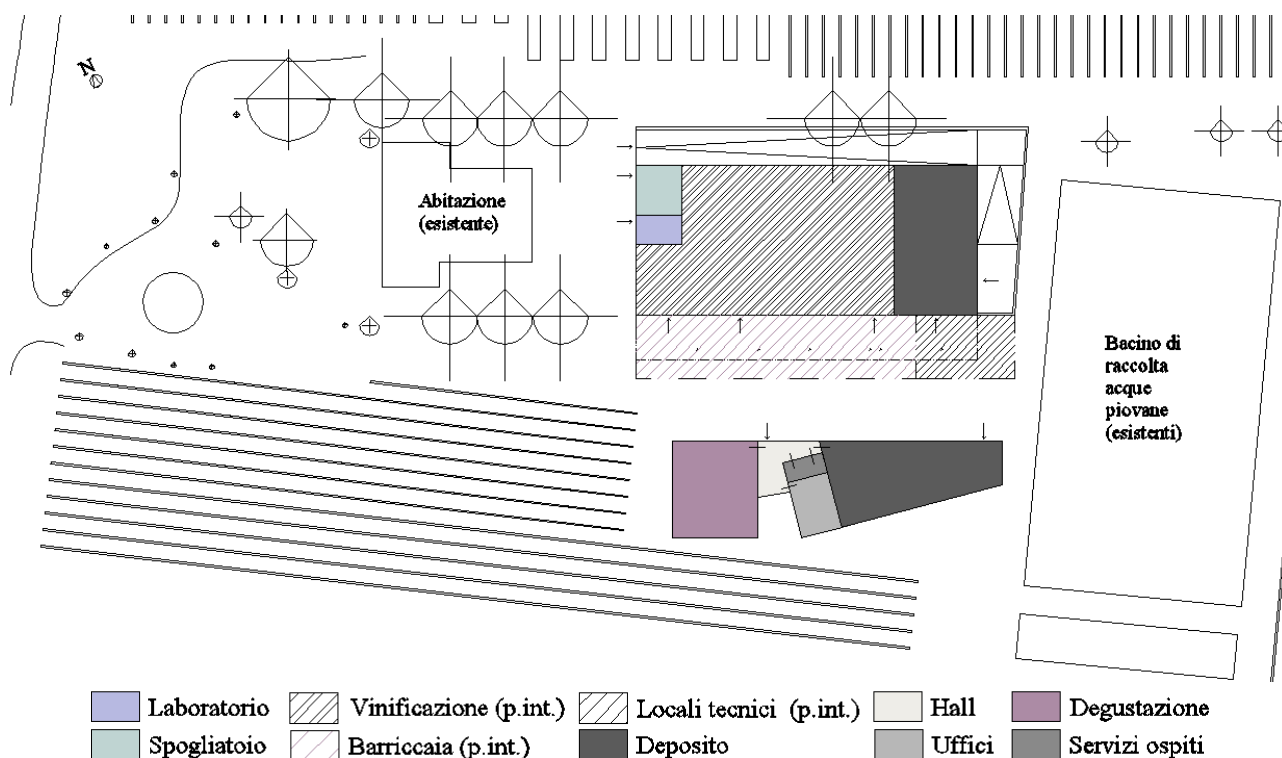 N
Abitazione
(esistente)
Bacino di
raccolta
acque
piovane
(esistenti)
Laboratorio
Vinificazione (p.int.)
Locali tecnici (p.int.)
Hall
Degustazione
Spogliatoio
Barriccaia (p.int.)
Deposito
Uffici
Servizi ospiti